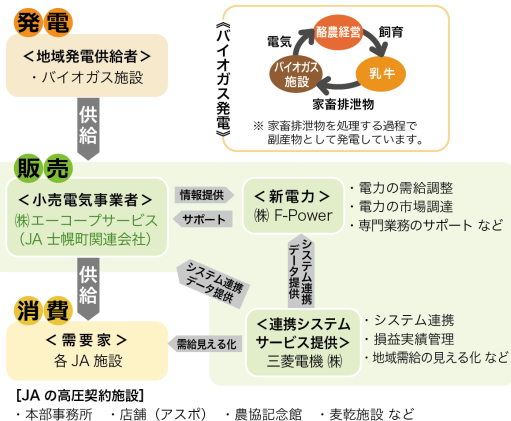 発電
＜地域発電供給者＞
・バイオガス施設
供給
《バイオガス発電》
酪農経営
電気
飼育
バイオガス
施設
乳牛
家畜排泄物
※ 家畜排泄物を処理する過程で
副産物として発電しています。
販売
＜小売電気事業者＞
㈱エーコープサービス
（JA 士幌町関連会社）
情報提供
サポート
＜新電力＞
㈱ F-Power
・電力の需給調整
・電力の市場調達
・専門業務のサポート など
供給
システム連携
データ提供
システム連携
データ提供
消費
＜ 需 要 家 ＞
各 JA 施設
需給見える化
＜連携システム
サービス提供＞
三菱電機 ㈱
・システム連携
・損益実績管理
・地域需給の見える化 など
［JA の高圧契約施設］
・本部事務所　・店舗（アスポ）　・農協記念館　・麦乾施設 など